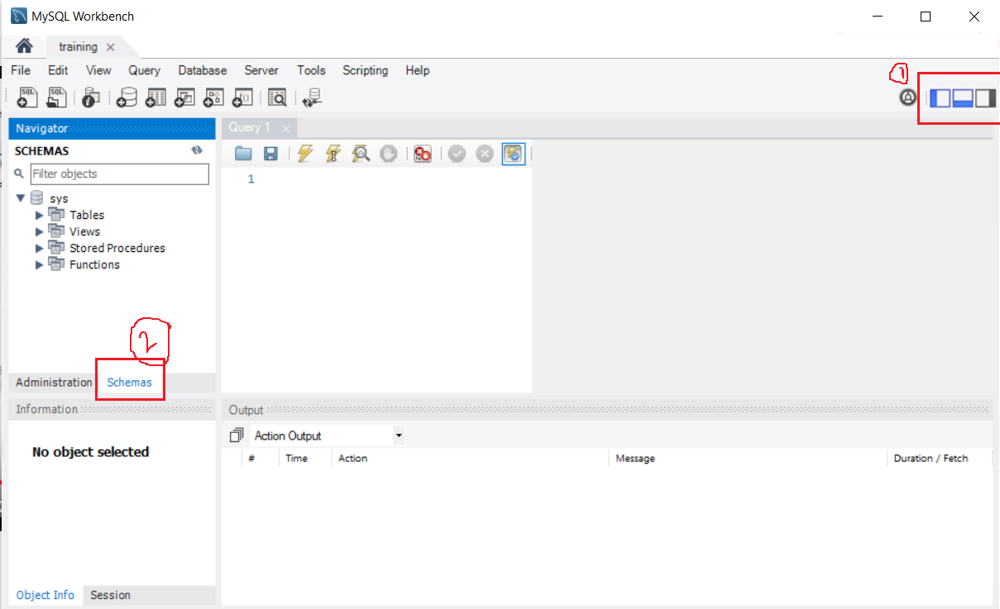 MySQL Workbench
training
File Edit View Query Database Server Tools Scripting Help
1
SQL SQL
Navigator
Query 1
SCHEMAS
Filter objects
1
sys
Tables
Views
Stored Procedures
Functions
2
Administration Schemas
Information
Output
No object selected
Action Output
# Time Action Message Duration / Fetch
Object Info Session